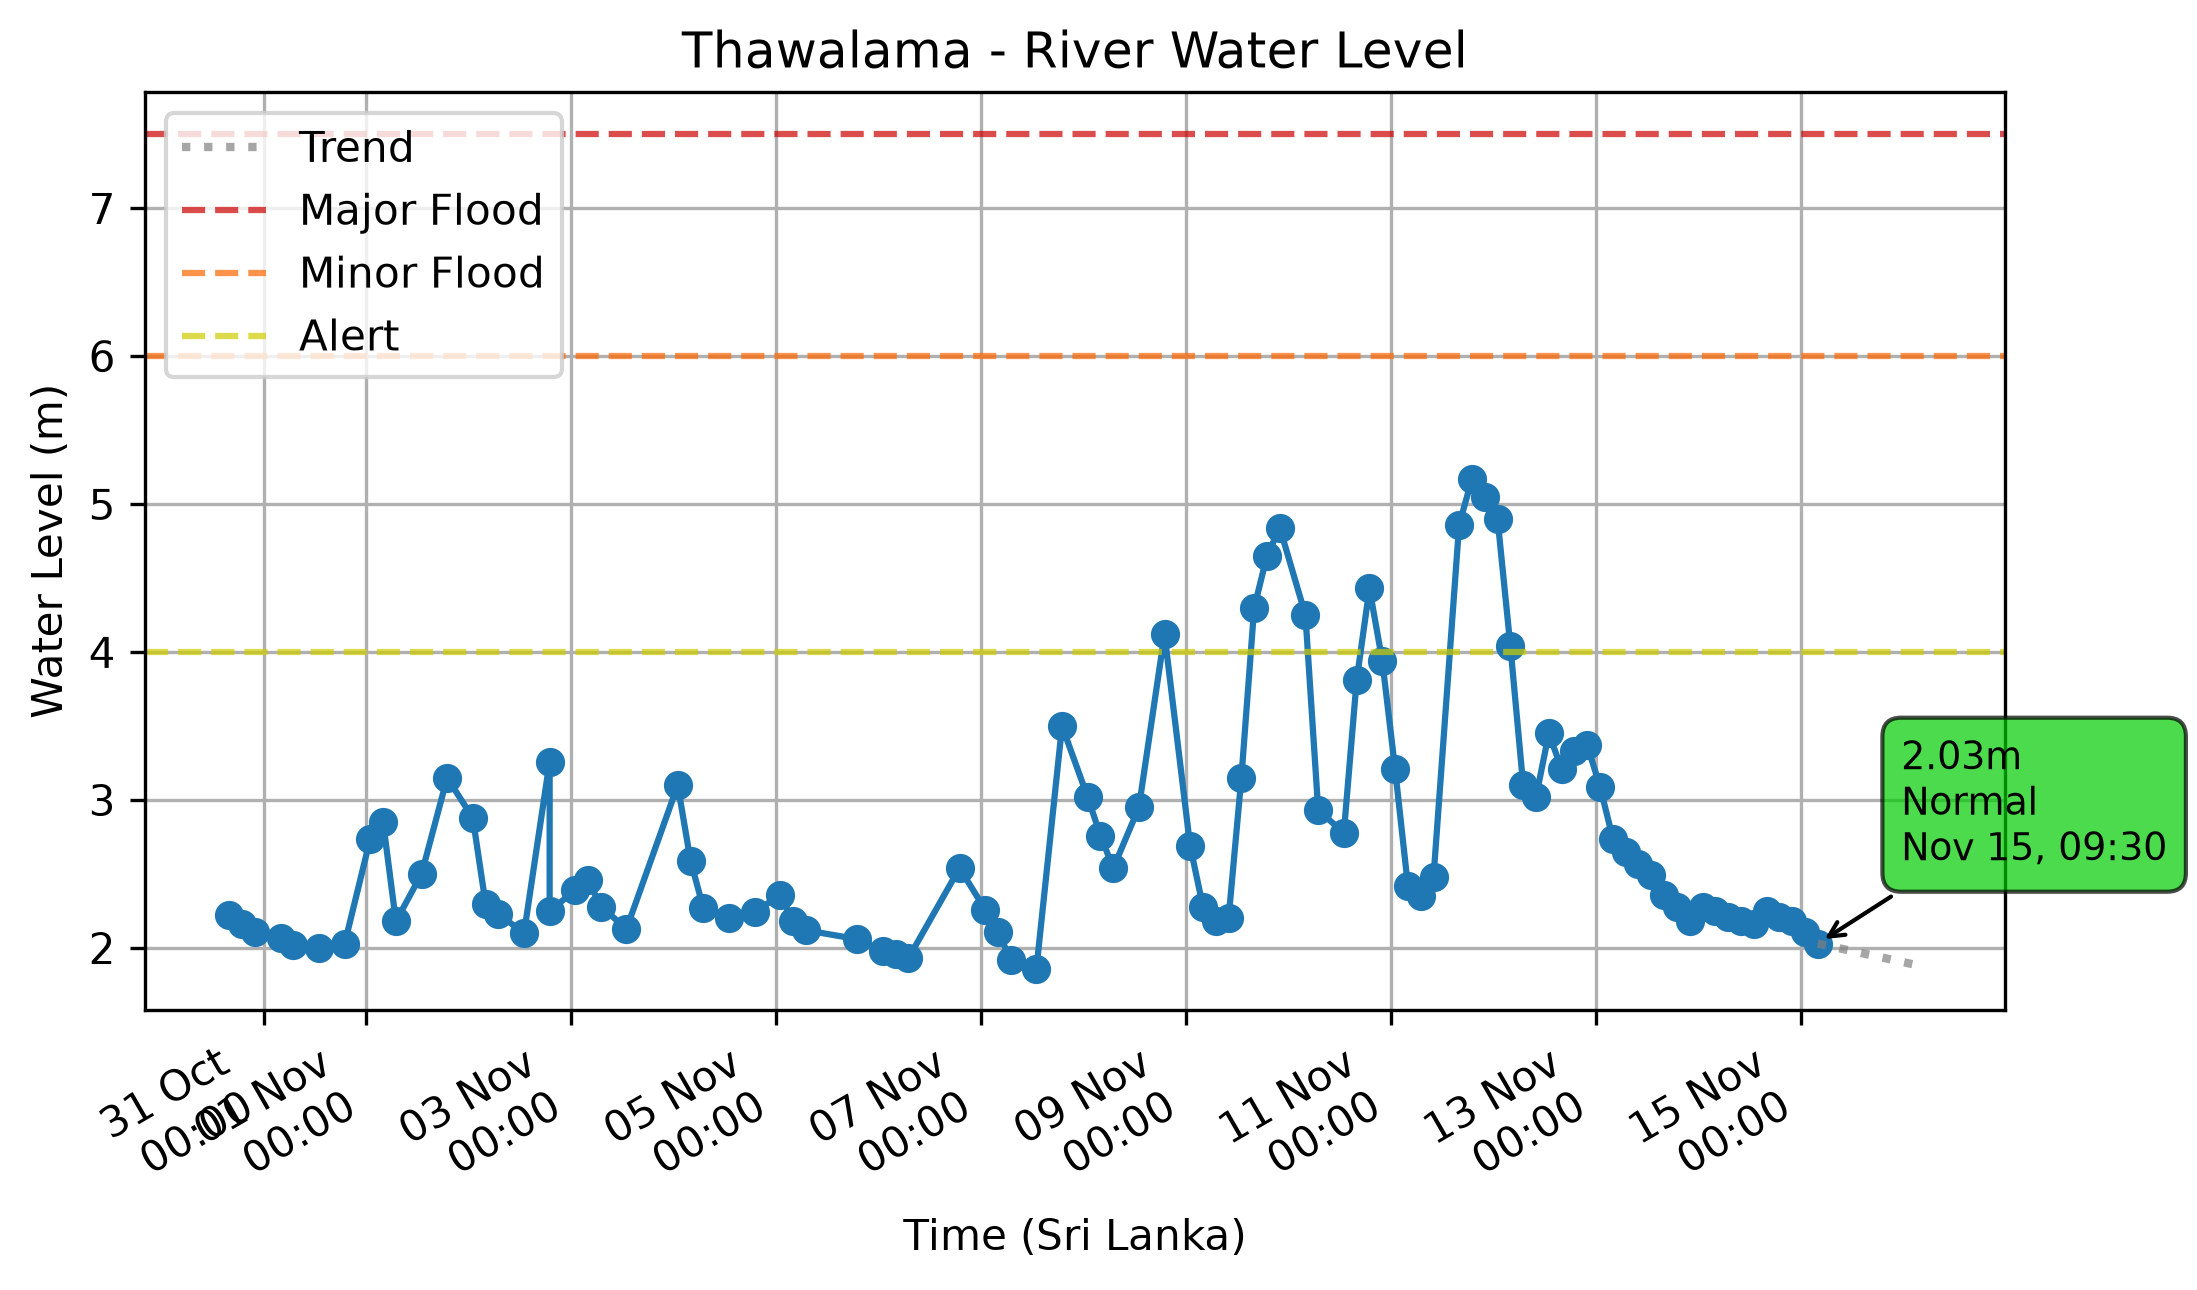 Thawalama - River Water Level
Trend
Major Flood
Minor Flood
Alert
Water Level (m)
7
6
5
4
3
2
2.03m
Normal
Nov 15, 09:30
31 Oct
00:00
01 Nov
00:00
03 Nov
00:00
05 Nov
00:00
07 Nov
00:00
09 Nov
00:00
11 Nov
00:00
13 Nov
00:00
15 Nov
00:00
Time (Sri Lanka)